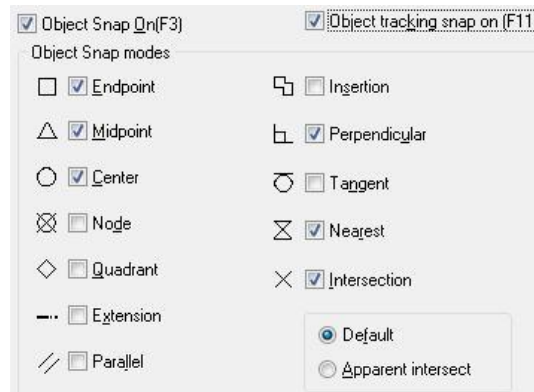 Object Snap On(F3)
Object tracking snap on (F11
Object Snap modes
Endpoint
Midpoint
Center
Node
Quadrant
Extension
Parallel
Insertion
Perpendicular
Tangent
Nearest
Intersection
Default
Apparent intersect